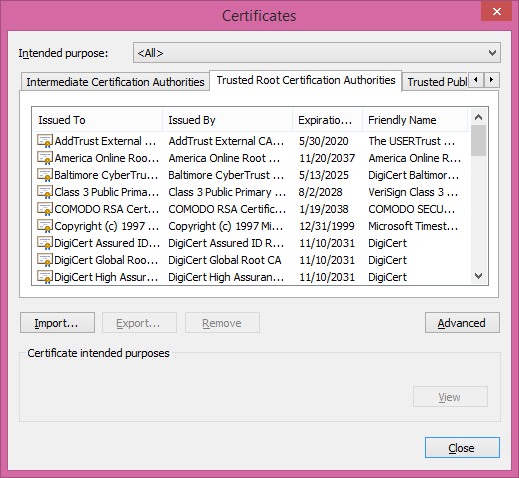 Certificates
Intended purpose: <All>
Intermediate Certification Authorities Trusted Root Certification Authorities Trusted Publ
Issued To Issued By Expiratio... Friendly Name
AddTrust External ... AddTrust External CA... 5/30/2020 The USERTrust ...
America Online Roo... America Online Root ... 11/20/2037 America Online R...
Baltimore CyberTru... Baltimore CyberTrust ... 5/13/2025 DigiCert Baltimor...
Class 3 Public Prima... Class 3 Public Primary ... 8/2/2028 VeriSign Class 3 ...
COMODO RSA Cert... COMODO RSA Certific... 1/19/2038 COMODO SECU...
Copyright (c) 1997 ... Copyright (c) 1997 Mi... 12/31/1999 Microsoft Timest...
DigiCert Assured ID... DigiCert Assured ID R... 11/10/2031 DigiCert
DigiCert Global Roo... DigiCert Global Root CA 11/10/2031 DigiCert
DigiCert High Assur... DigiCert High Assuran... 11/10/2031 DigiCert
Import... Export... Remove Advanced
Certificate intended purposes
View
Close